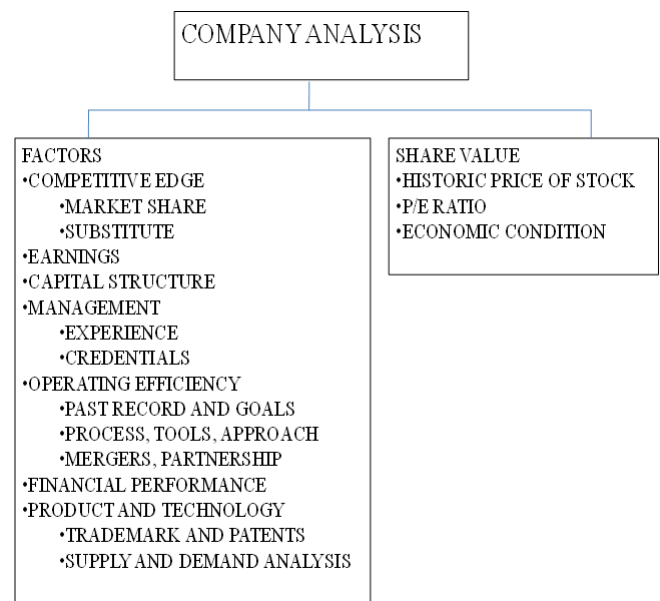 COMPANY ANALYSIS
FACTORS
•COMPETITIVE EDGE
•MARKET SHARE
•SUBSTITUTE
•EARNINGS
•CAPITAL STRUCTURE
•MANAGEMENT
•EXPERIENCE
•CREDENTIALS
•OPERATING EFFICIENCY
•PAST RECORD AND GOALS
•PROCESS, TOOLS, APPROACH
•MERGERS, PARTNERSHIP
•FINANCIAL PERFORMANCE
•PRODUCT AND TECHNOLOGY
•TRADEMARK AND PATENTS
•SUPPLY AND DEMAND ANALYSIS
SHARE VALUE
•HISTORIC PRICE OF STOCK
•P/E RATIO
•ECONOMIC CONDITION